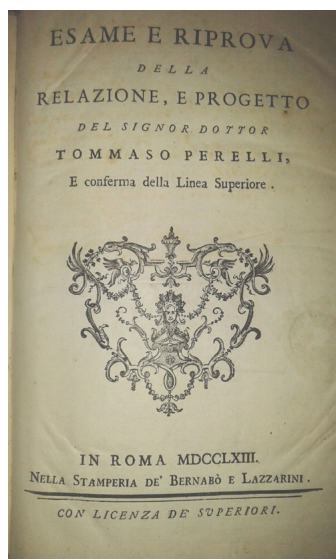 ESAME E RIPROVA
DELLA
RELAZIONE, E PROGETTO
DEL SIGNOR DOTTOR
TOMMASO PERELLI,
E conferma della Linea Superiore .
IN ROMA MDCCLXIII.
NELLA STAMPERIA DE' BERNABÒ E LAZZARINI .
CON LICENZA DE' SVPERIORI.